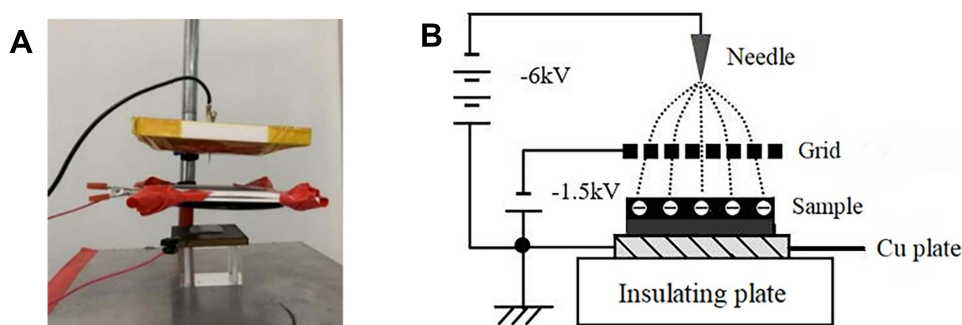 A
B
Needle
-6kV
Grid
-1.5kV
Sample
Cu plate
Insulating plate